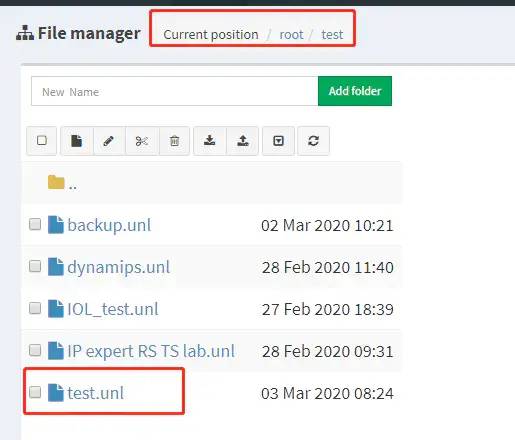 File manager Current position / root / test
New Name Add folder
..
backup.unl 02 Mar 2020 10:21
dynamips.unl 28 Feb 2020 11:40
IOL_test.unl 27 Feb 2020 18:39
IP expert RS TS lab.unl 28 Feb 2020 09:31
test.unl 03 Mar 2020 08:24